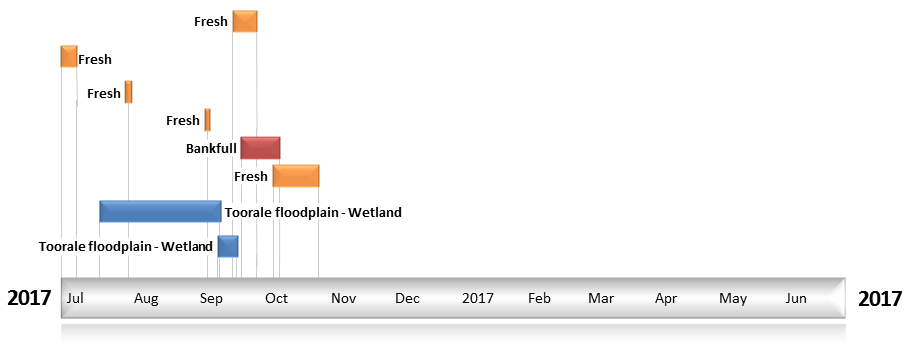 Fresh
Fresh
Fresh
Fresh
Bankfull
Fresh
Toorale floodplain - Wetland
Toorale floodplain - Wetland
2017 Jul Aug Sep Oct Nov Dec 2017 Feb Mar Apr May Jun 2017